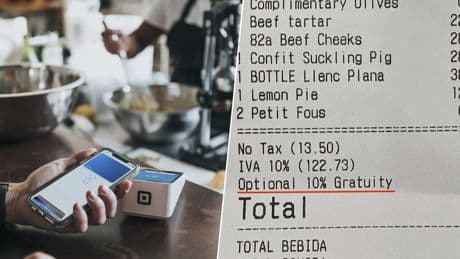 Complimentary Olives
Beef tartar
82a Beef Cheeks
1 Confit Suckling Pig
1 BOTTLE Llenc Plana
1 Lemon Pie
2 Petit Fous
No Tax (13.50)
IVA 10% (122.73)
Optional 10% Gratuity
Total
TOTAL BEBIDA